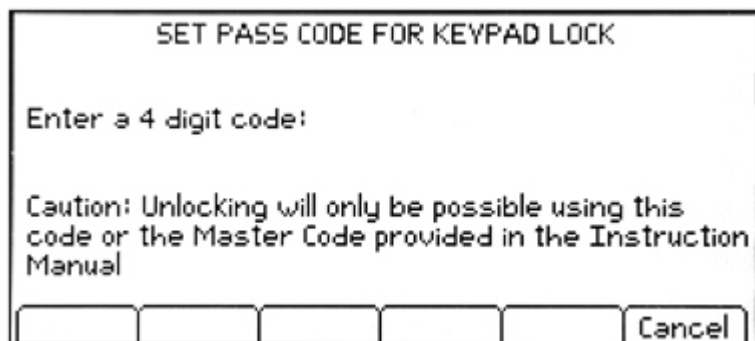 SET PASS CODE FOR KEYPAD LOCK
Enter a 4 digit code:
Caution: Unlocking will only be possible using this
code or the Master Code provided in the Instruction
Manual
Cancel